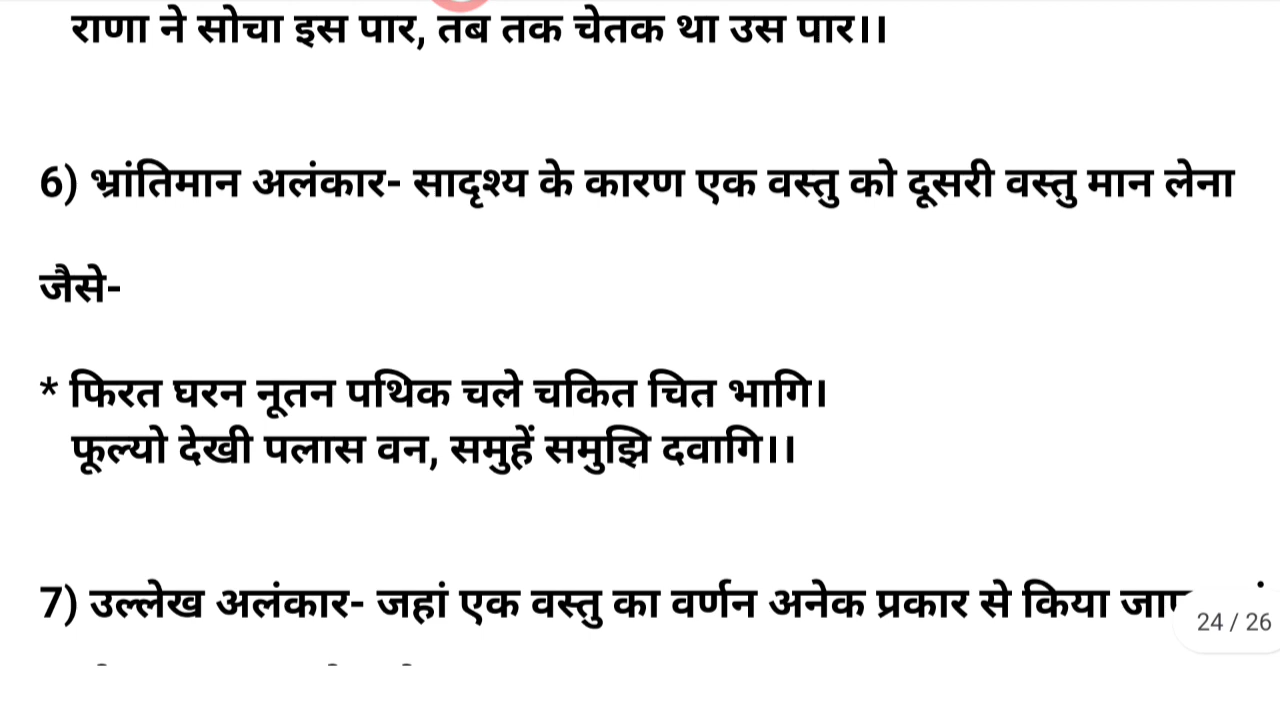 राणा ने सोचा इस पार, तब तक चेतक था उस पार।।
6) भ्रांतिमान अलंकार- सादृश्य के कारण एक वस्तु को दूसरी वस्तु मान लेना
जैसे-
* फिरत घरन नूतन पथिक चले चकित चित भागि।
फूल्यो देखी पलास वन, समुहें समुझि दवागि।।
7) उल्लेख अलंकार- जहां एक वस्तु का वर्णन अनेक प्रकार से किया
24 / 26